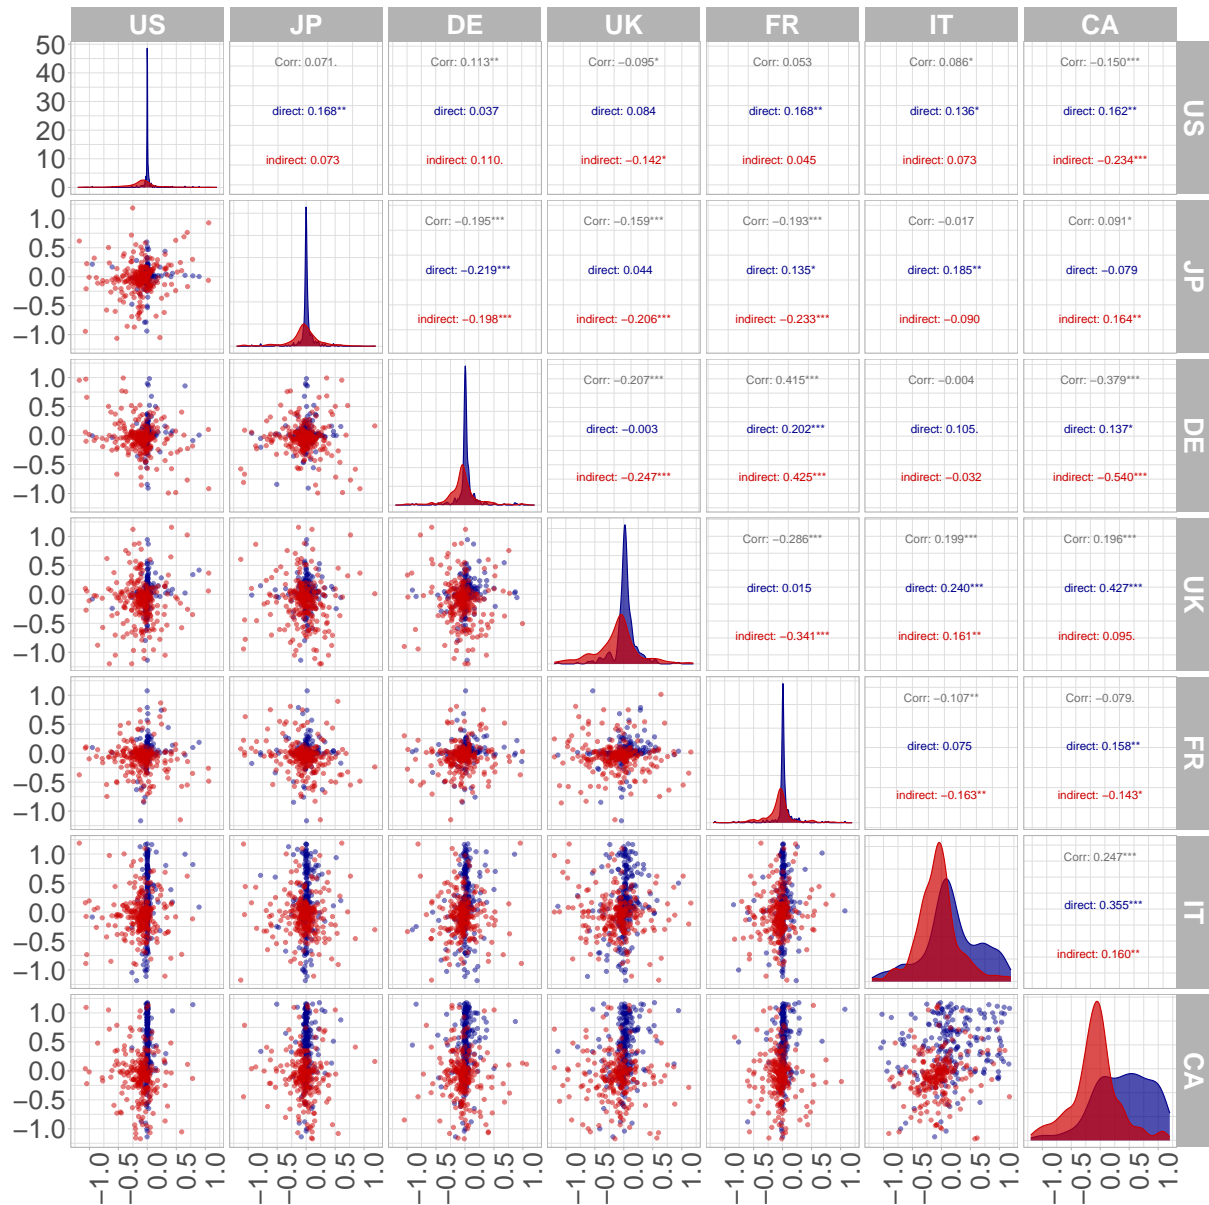 US JP DE UK FR IT CA
50
40
30
20
10
0
Corr: 0.071. Corr: 0.113** Corr: −0.095* Corr: 0.053 Corr: 0.086* Corr: −0.150***
direct: 0.168** direct: 0.037 direct: 0.084 direct: 0.168** direct: 0.136* direct: 0.162**
indirect: 0.073 indirect: 0.110. indirect: −0.142* indirect: 0.045 indirect: 0.073 indirect: −0.234***
US
1.0
0.5
0.0
−0.5
−1.0
Corr: −0.195*** Corr: −0.159*** Corr: −0.193*** Corr: −0.017 Corr: 0.091*
direct: −0.219*** direct: 0.044 direct: 0.135* direct: 0.185** direct: −0.079
indirect: −0.198*** indirect: −0.206*** indirect: −0.233*** indirect: −0.090 indirect: 0.164**
JP
1.0
0.5
0.0
−0.5
−1.0
Corr: −0.207*** Corr: 0.415*** Corr: −0.004 Corr: −0.379***
direct: −0.003 direct: 0.202*** direct: 0.105. direct: 0.137*
indirect: −0.247*** indirect: 0.425*** indirect: −0.032 indirect: −0.540***
DE
1.0
0.5
0.0
−0.5
−1.0
Corr: −0.286*** Corr: 0.199*** Corr: 0.196***
direct: 0.015 direct: 0.240*** direct: 0.427***
indirect: −0.341*** indirect: 0.161** indirect: 0.095.
UK
1.0
0.5
0.0
−0.5
−1.0
Corr: −0.107** Corr: −0.079.
direct: 0.075 direct: 0.158**
indirect: −0.163** indirect: −0.143*
FR
1.0
0.5
0.0
−0.5
−1.0
Corr: 0.247***
direct: 0.355***
indirect: 0.160**
IT
1.0
0.5
0.0
−0.5
−1.0
CA
−1.0 −0.5 0.0 0.5 1.0 −1.0 −0.5 0.0 0.5 1.0 −1.0 −0.5 0.0 0.5 1.0 −1.0 −0.5 0.0 0.5 1.0 −1.0 −0.5 0.0 0.5 1.0 −1.0 −0.5 0.0 0.5 1.0 −1.0 −0.5 0.0 0.5 1.0